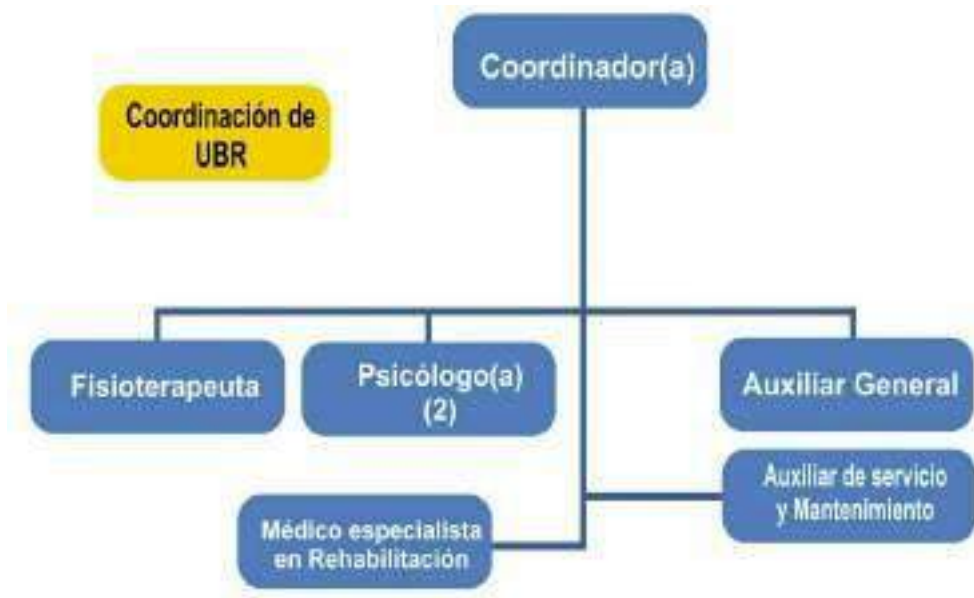 Coordinador(a)
Coordinación de
UBR
Fisioterapeuta
Psicólogo(a)
(2)
Auxiliar General
Auxiliar de servicio
y Mantenimiento
Médico especialista
en Rehabilitación